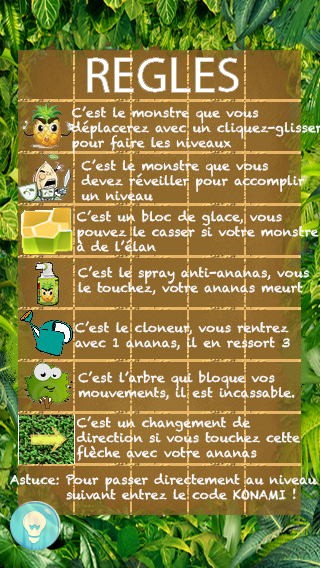 REGLES
C'est le monstre que vous
déplacerez avec un cliquez-glisser
pour faire les niveaux
C'est le monstre que vous
devez réveiller pour accomplir
un niveau
C'est un bloc de glace, vous
pouvez le casser si votre monstre
à de l'élan
C'est le spray anti-ananas, vous
le touchez, votre ananas meurt
C'est le cloneur, vous rentrez
avec 1 ananas, il en ressort 3
C'est l'arbre qui bloque vos
mouvements, il est incassable.
C'est un changement de
direction si vous touchez cette
flèche avec votre ananas
Astuce: Pour passer directement au niveau
suivant entrez le code KONAMI !